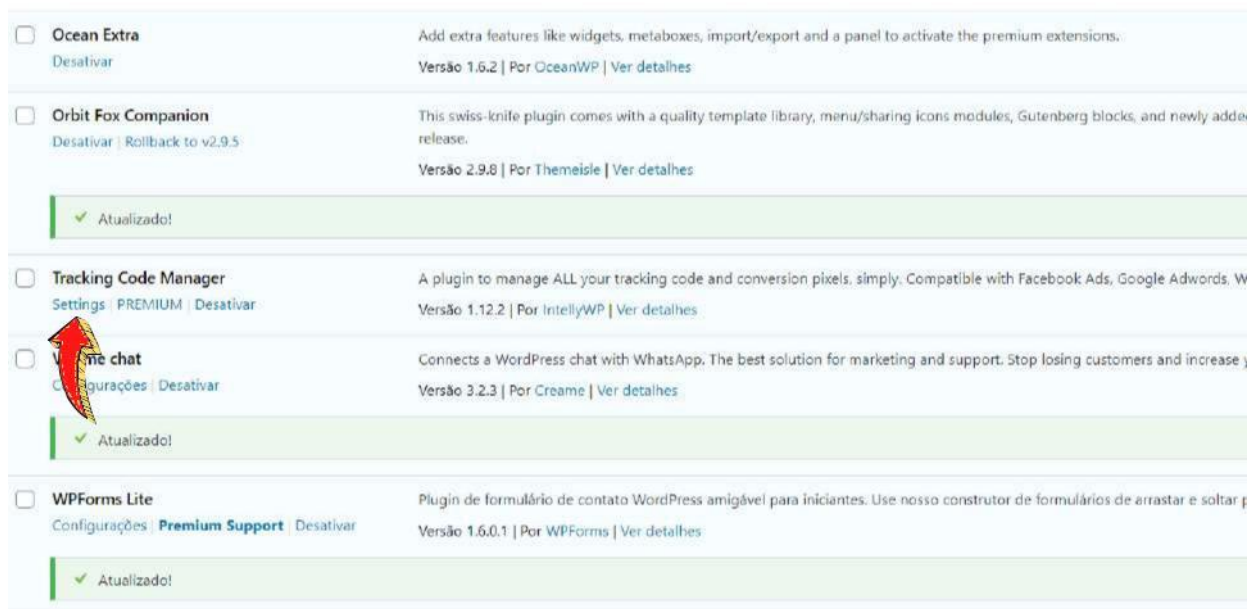 Ocean Extra
Add extra features like widgets, metaboxes, import/export and a panel to activate the premium extensions.
Desativar
Versão 1.6.2 | Por OceanWP | Ver detalhes
Orbit Fox Companion
This swiss-knife plugin comes with a quality template library, menu/sharing icons modules, Gutenberg blocks, and newly added
Desativar | Rollback to v2.9.5
release.
Versão 2.9.8 | Por Themeisle | Ver detalhes
Atualizado!
Tracking Code Manager
A plugin to manage ALL your tracking code and conversion pixels, simply. Compatible with Facebook Ads, Google Adwords, W
Settings | PREMIUM | Desativar
Versão 1.12.2 | Por IntellyWP | Ver detalhes
me chat
Connects a WordPress chat with WhatsApp. The best solution for marketing and support. Stop losing customers and increase y
Configurações | Desativar
Versão 3.2.3 | Por Creame | Ver detalhes
Atualizado!
WPForms Lite
Plugin de formulário de contato WordPress amigável para iniciantes. Use nosso construtor de formulários de arrastar e soltar p
Configurações | Premium Support | Desativar
Versão 1.6.0.1 | Por WPForms | Ver detalhes
Atualizado!